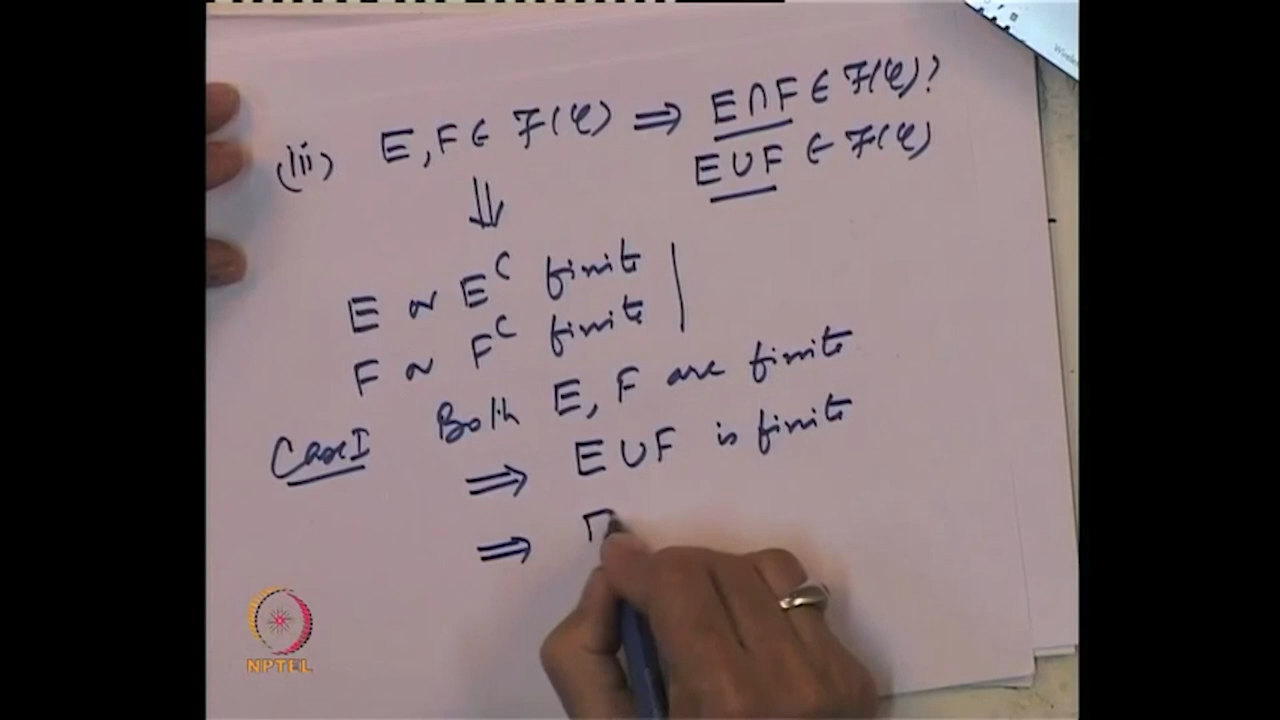 (iii) E, F ∈ 𝓕(𝒞) ⟹ E ∩ F ∈ 𝓕(𝒞)?
E ∪ F ∈ 𝓕(𝒞)
⇓
E or E^C finite
F or F^C finite
Case I Both E, F are finite
⟹ E ∪ F is finite
⟹
NPTEL